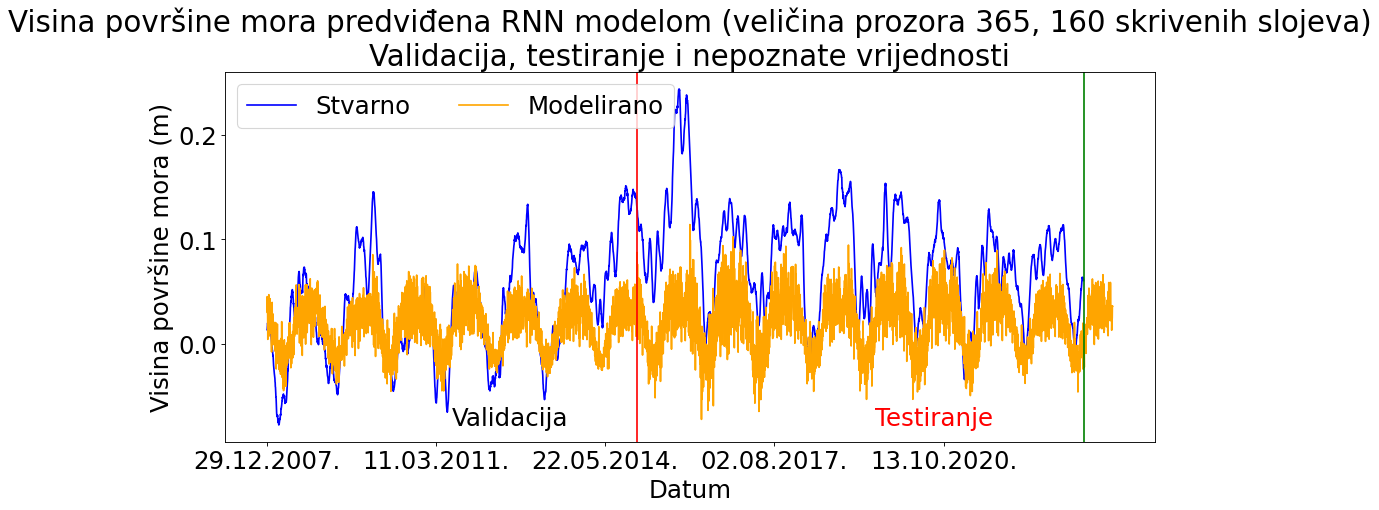 Visina površine mora predviđena RNN modelom (veličina prozora 365, 160 skrivenih slojeva)
Validacija, testiranje i nepoznate vrijednosti
Stvarno
Modelirano
Visina površine mora (m)
0.2
0.1
0.0
Validacija
Testiranje
29.12.2007.
11.03.2011.
22.05.2014.
02.08.2017.
13.10.2020.
Datum